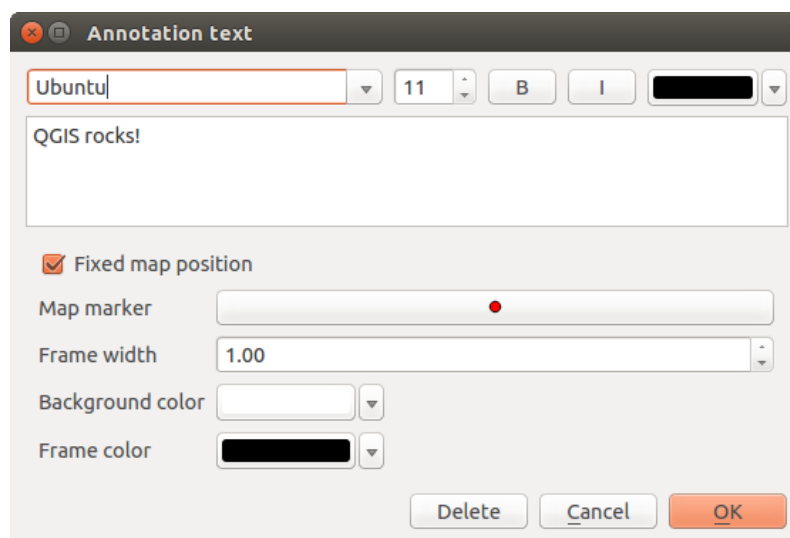 Annotation text
Ubuntu 11 B I
QGIS rocks!
Fixed map position
Map marker
Frame width 1.00
Background color
Frame color
Delete Cancel OK